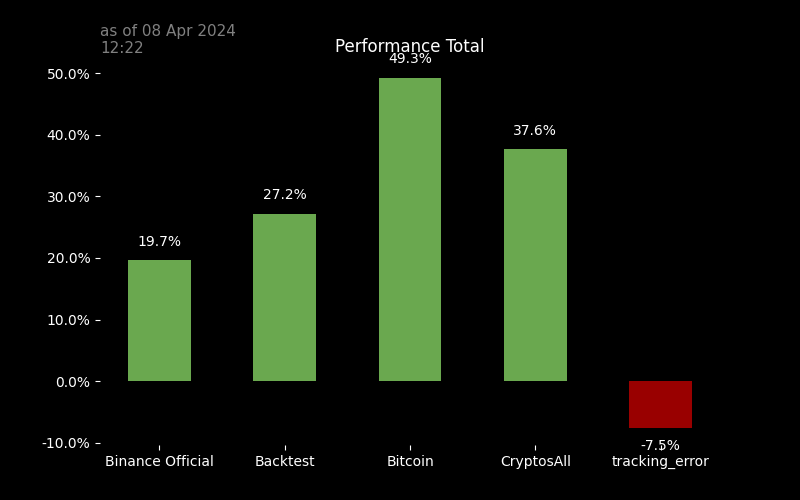 as of 08 Apr 2024
12:22
Performance Total
50.0%
40.0%
30.0%
20.0%
10.0%
0.0%
-10.0%
19.7%
27.2%
49.3%
37.6%
-7.5%
Binance Official
Backtest
Bitcoin
CryptosAll
tracking_error